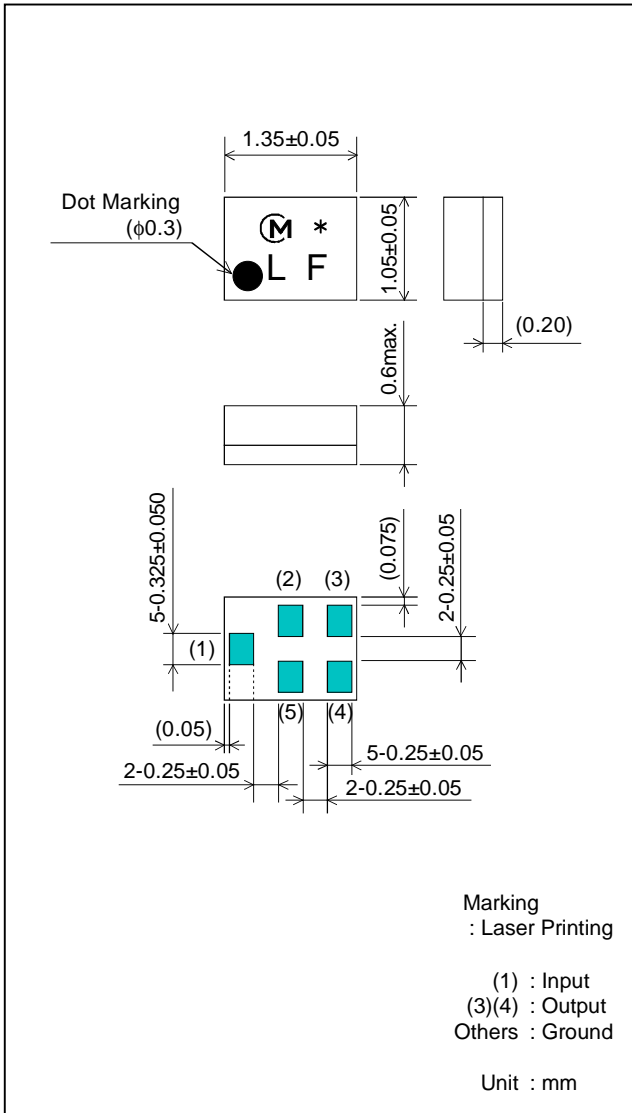 1.35±0.05
Dot Marking
(ϕ0.3)
M *
L F
1.05±0.05
(0.20)
0.6max.
5-0.325±0.050
(0.075)
2-0.25±0.05
(2) (3)
(1)
(5) (4)
(0.05)
5-0.25±0.05
2-0.25±0.05
2-0.25±0.05
Marking
: Laser Printing
(1) : Input
(3)(4) : Output
Others : Ground
Unit : mm